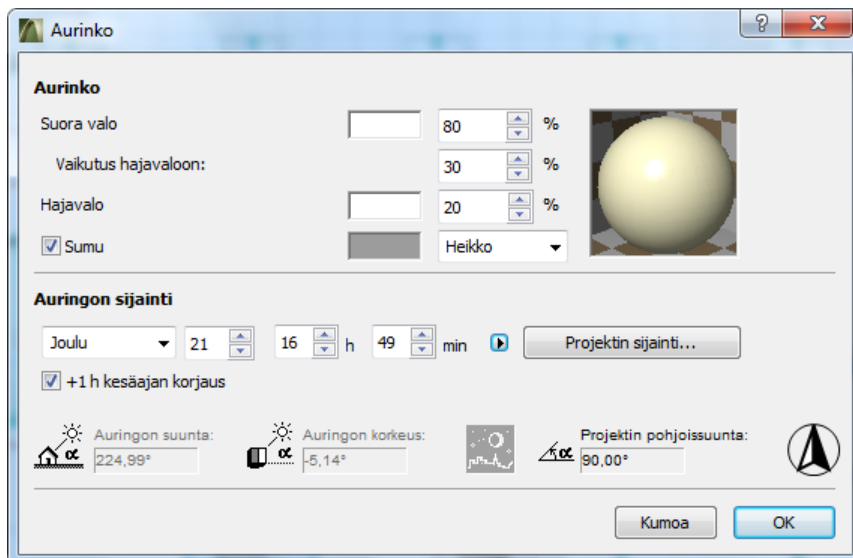 Aurinko
Aurinko
Suora valo 80 %
Vaikutus hajavaloon: 30 %
Hajavalo 20 %
Sumu Heikko
Auringon sijainti
Joulu 21 16 h 49 min Projektin sijainti...
+1 h kesäajan korjaus
α Auringon suunta: α Auringon korkeus: α Projektin pohjoissuunta:
224,99° -5,14° 90,00°
Kumoa OK